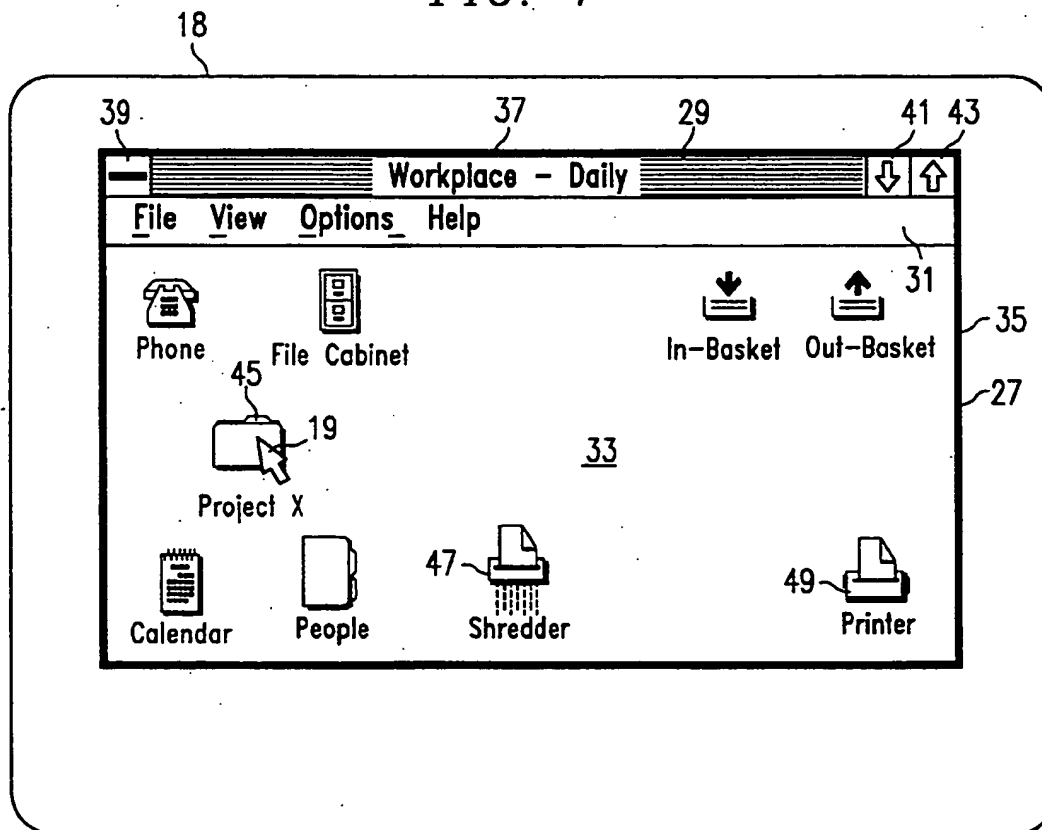 18
39 37 29 41 43
Workplace – Daily
File View Options_ Help
31
35
Phone File Cabinet In-Basket Out-Basket
27
45
19
33
Project X
47
49
Calendar People Shredder Printer